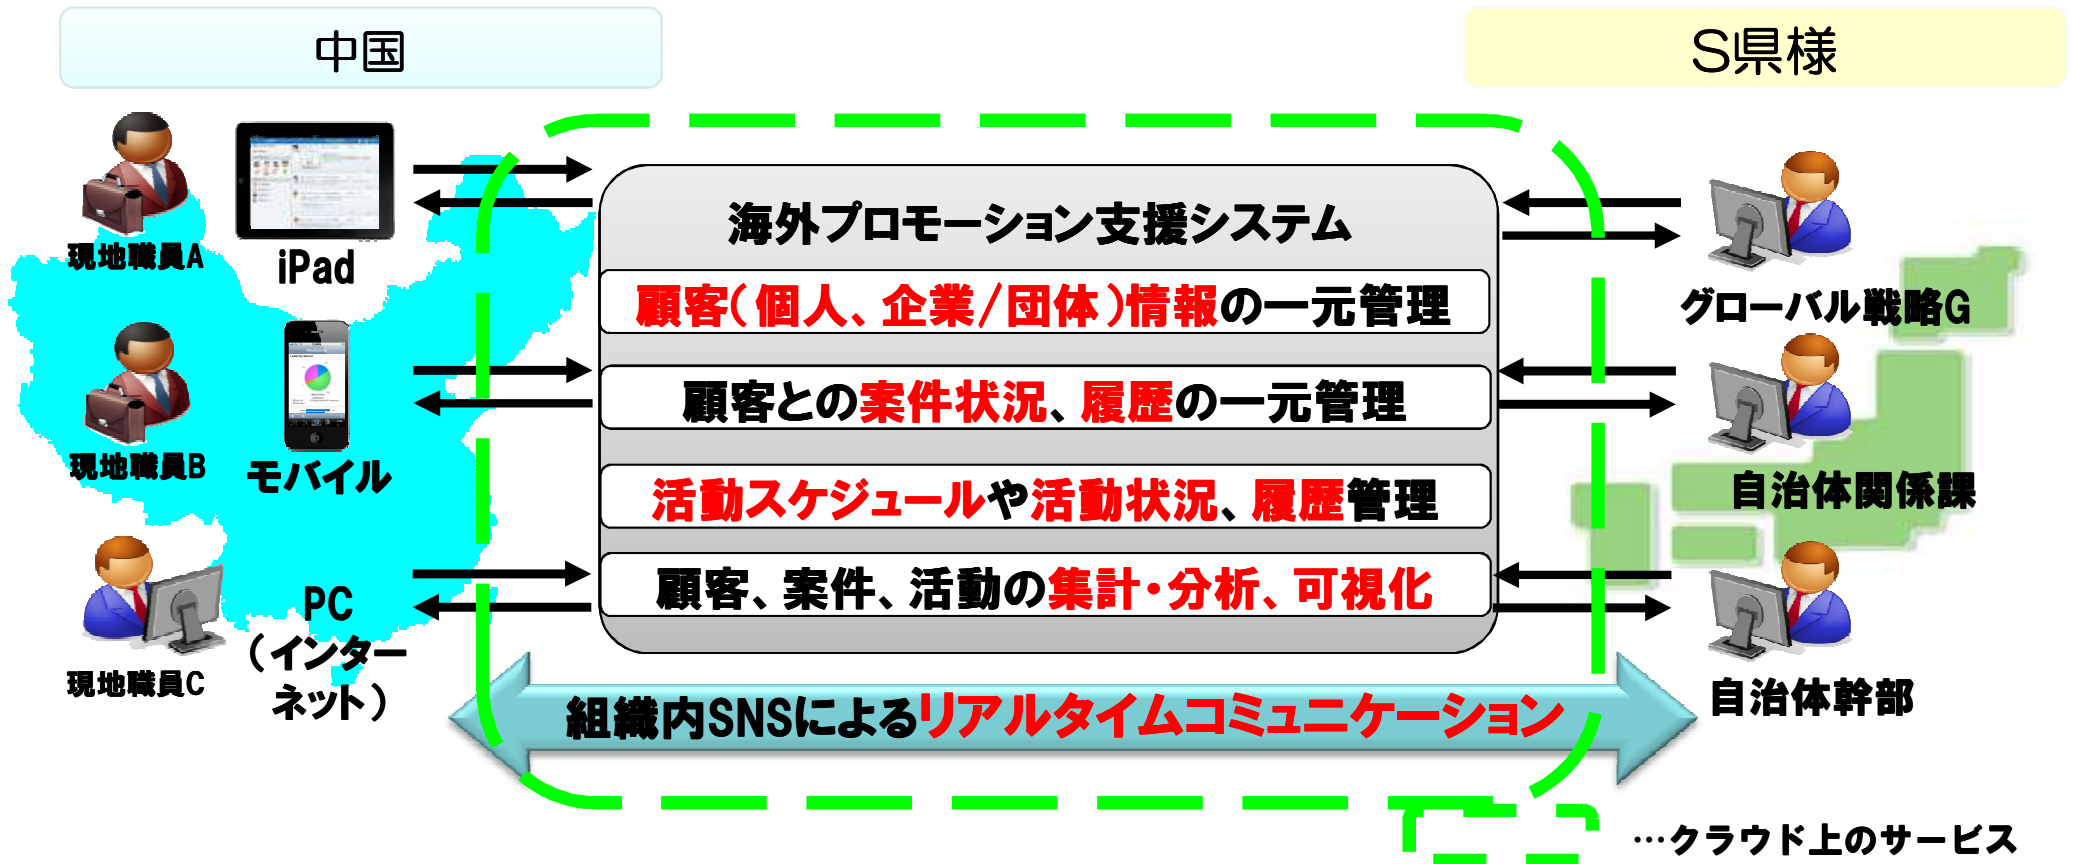 中国
S県様
現地職員A
iPad
海外プロモーション支援システム
顧客(個人、企業/団体)情報の一元管理
グローバル戦略G
現地職員B
モバイル
顧客との案件状況、履歴の一元管理
自治体関係課
活動スケジュールや活動状況、履歴管理
現地職員C
PC
(インター
ネット)
顧客、案件、活動の集計・分析、可視化
自治体幹部
組織内SNSによるリアルタイムコミュニケーション
…クラウド上のサービス